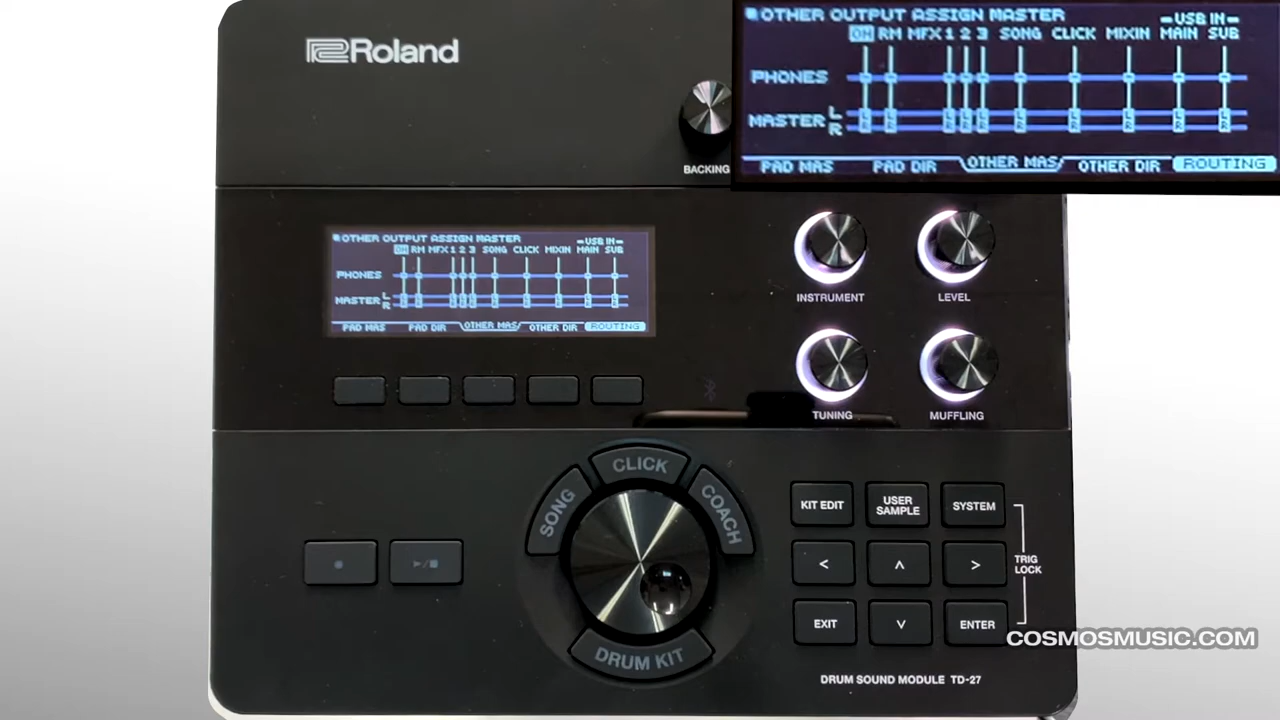 Roland
BACKING
OTHER OUTPUT ASSIGN MASTER
-USB IN-
OH RM MFX 1 2 3 SONG CLICK MIXIN MAIN SUB
PHONES
MASTER L
R
PAD MAS PAD DIR OTHER MAS OTHER DIR ROUTING
OTHER OUTPUT ASSIGN MASTER
-USB IN-
OH RM MFX 1 2 3 SONG CLICK MIXIN MAIN SUB
PHONES
MASTER L
R
PAD MAS PAD DIR OTHER MAS OTHER DIR ROUTING
INSTRUMENT LEVEL
TUNING MUFFLING
SONG CLICK COACH
DRUM KIT
KIT EDIT USER SAMPLE SYSTEM
TRIG LOCK
EXIT ENTER
COSMOSMUSIC.COM
DRUM SOUND MODULE TD-27